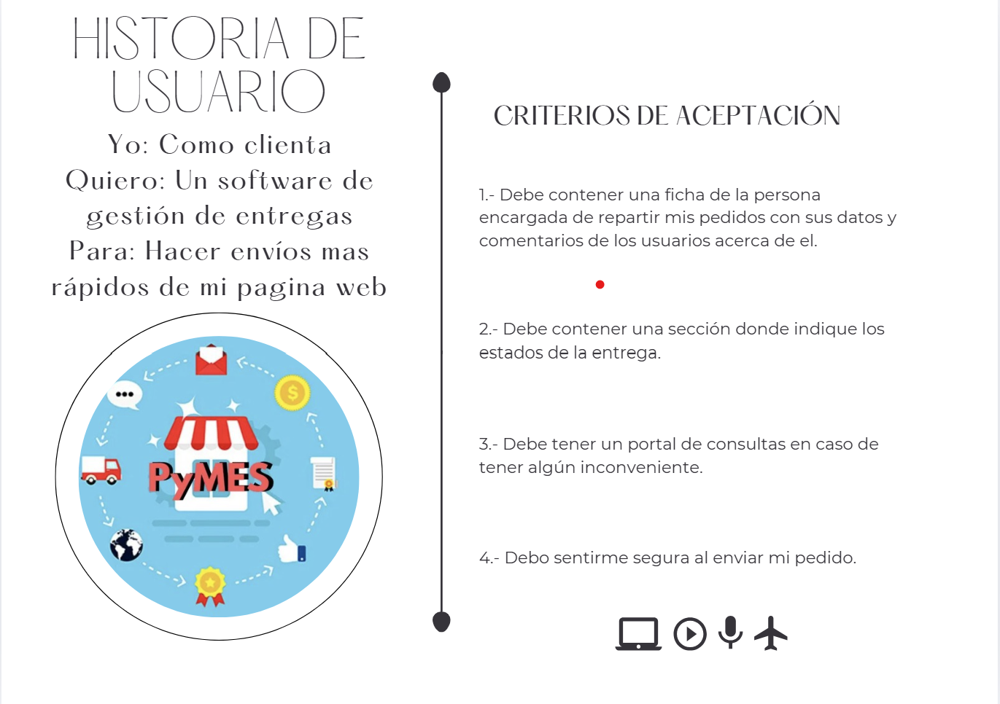 HISTORIA DE
USUARIO
Yo: Como clienta
Quiero: Un software de
gestión de entregas
Para: Hacer envíos mas
rápidos de mi pagina web
PyMES
$
CRITERIOS DE ACEPTACIÓN
1.- Debe contener una ficha de la persona
encargada de repartir mis pedidos con sus datos y
comentarios de los usuarios acerca de el.
2.- Debe contener una sección donde indique los
estados de la entrega.
3.- Debe tener un portal de consultas en caso de
tener algún inconveniente.
4.- Debo sentirme segura al enviar mi pedido.